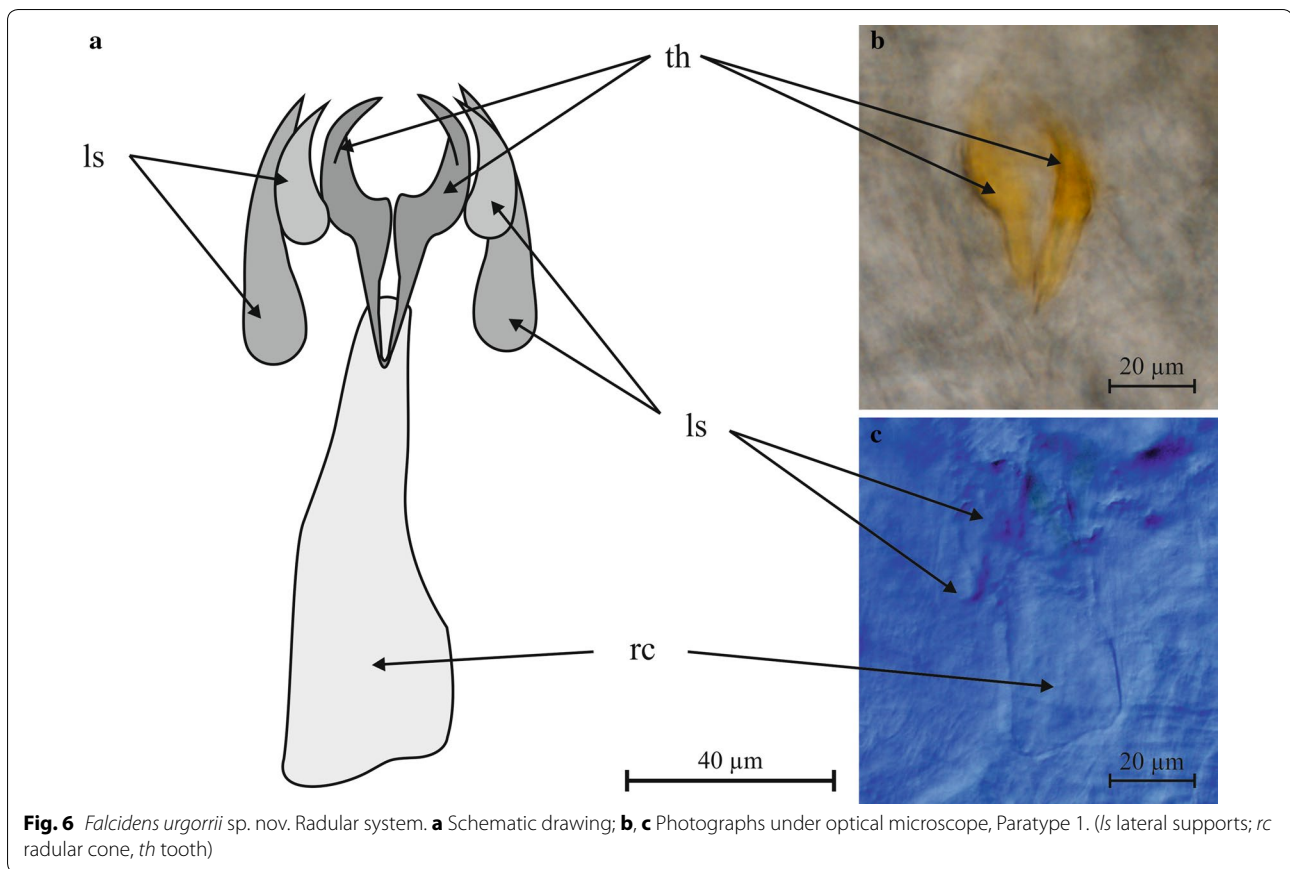 a
b
th
ls
20 µm
c
ls
rc
40 µm
20 µm
Fig. 6 Falcidens urgorrii sp. nov. Radular system. a Schematic drawing; b, c Photographs under optical microscope, Paratype 1. (ls lateral supports; rc
radular cone, th tooth)